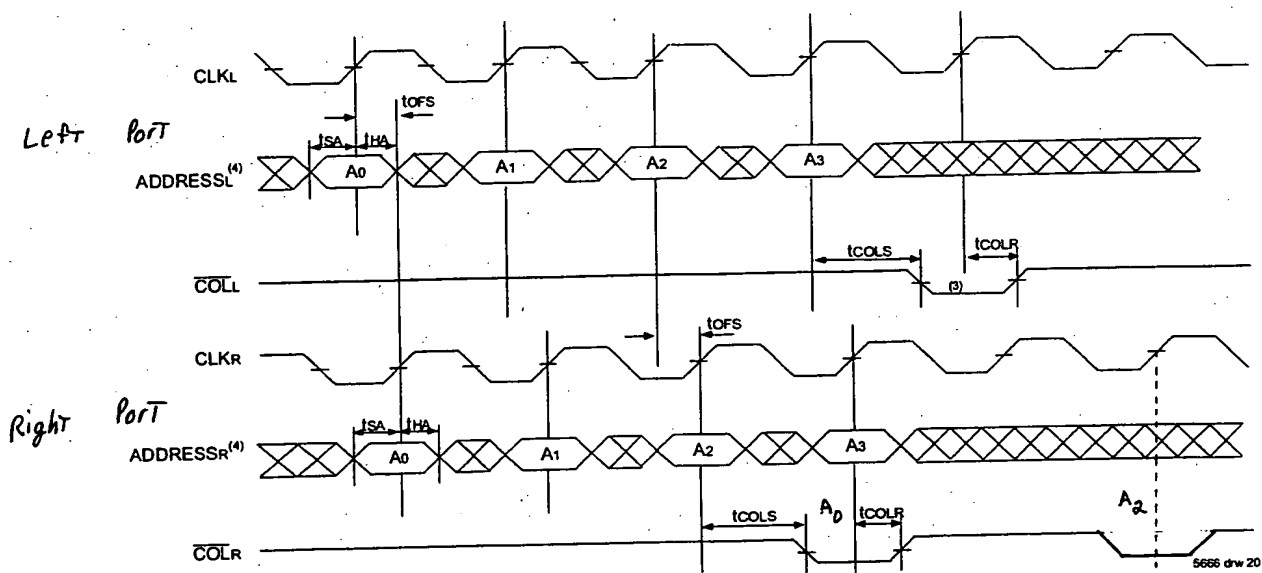 CLKL
tOFS
Left Port
tSA tHA
ADDRESSL(4) A0 A1 A2 A3
tCOLS tCOLR
COLL (3)
tOFS
CLKR
Right Port
tSA tHA
ADDRESSR(4) A0 A1 A2 A3
tCOLS A0 tCOLR A2
COLR
5666 drw 20